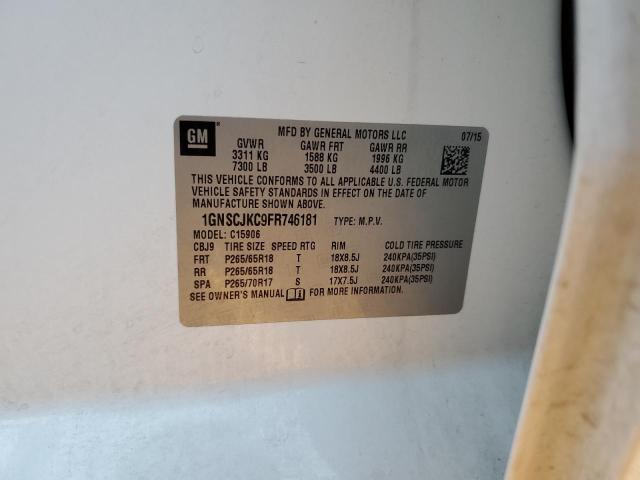 GM MFD BY GENERAL MOTORS LLC 07/15
GVWR GAWR FRT GAWR RR
3311 KG 1588 KG 1996 KG
7300 LB 3500 LB 4400 LB
THIS VEHICLE CONFORMS TO ALL APPLICABLE U.S. FEDERAL MOTOR
VEHICLE SAFETY STANDARDS IN EFFECT ON THE DATE OF
MANUFACTURE SHOWN ABOVE.
1GNSCJKC9FR746181 TYPE: M.P.V.
MODEL: C15906
CBJ9 TIRE SIZE SPEED RTG RIM COLD TIRE PRESSURE
FRT P265/65R18 T 18X8.5J 240KPA(35PSI)
RR P265/65R18 T 18X8.5J 240KPA(35PSI)
SPA P265/70R17 S 17X7.5J 240KPA(35PSI)
SEE OWNER'S MANUAL FOR MORE INFORMATION.